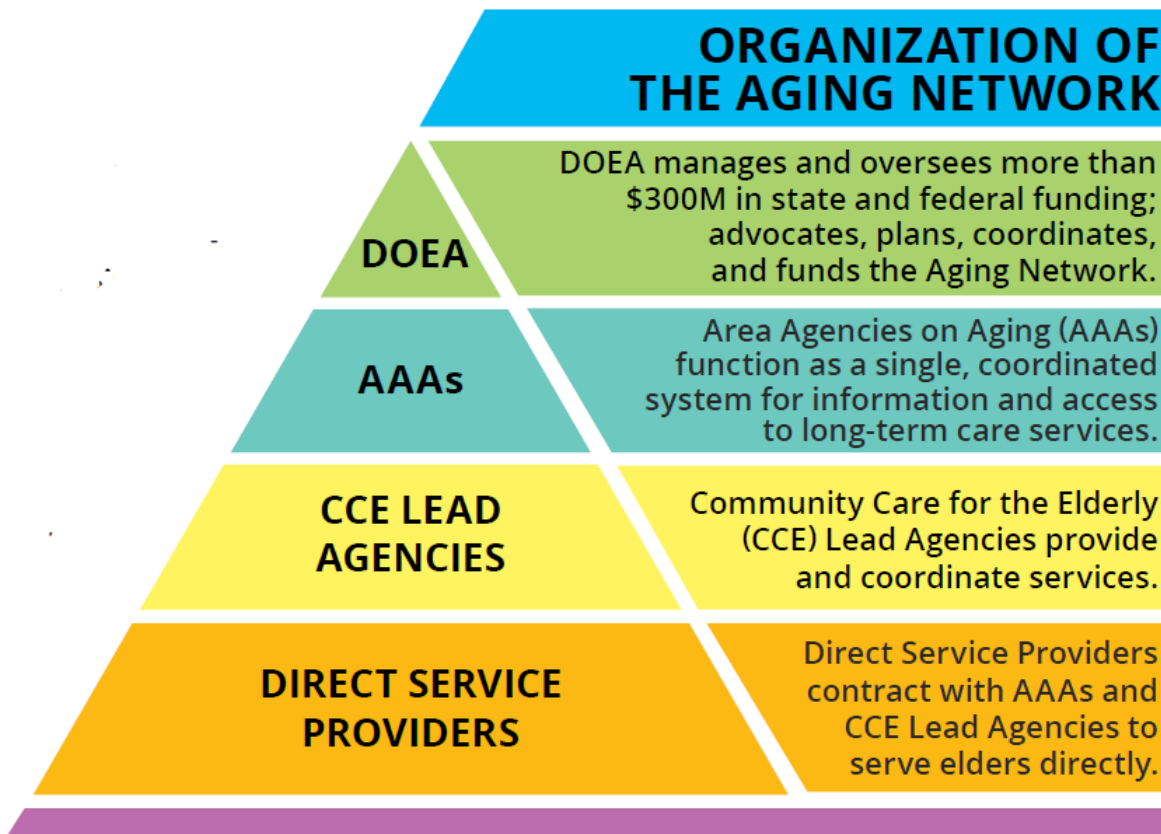 ORGANIZATION OF
THE AGING NETWORK
DOEA
DOEA manages and oversees more than
$300M in state and federal funding;
advocates, plans, coordinates,
and funds the Aging Network.
AAAs
Area Agencies on Aging (AAAs)
function as a single, coordinated
system for information and access
to long-term care services.
CCE LEAD
AGENCIES
Community Care for the Elderly
(CCE) Lead Agencies provide
and coordinate services.
DIRECT SERVICE
PROVIDERS
Direct Service Providers
contract with AAAs and
CCE Lead Agencies to
serve elders directly.